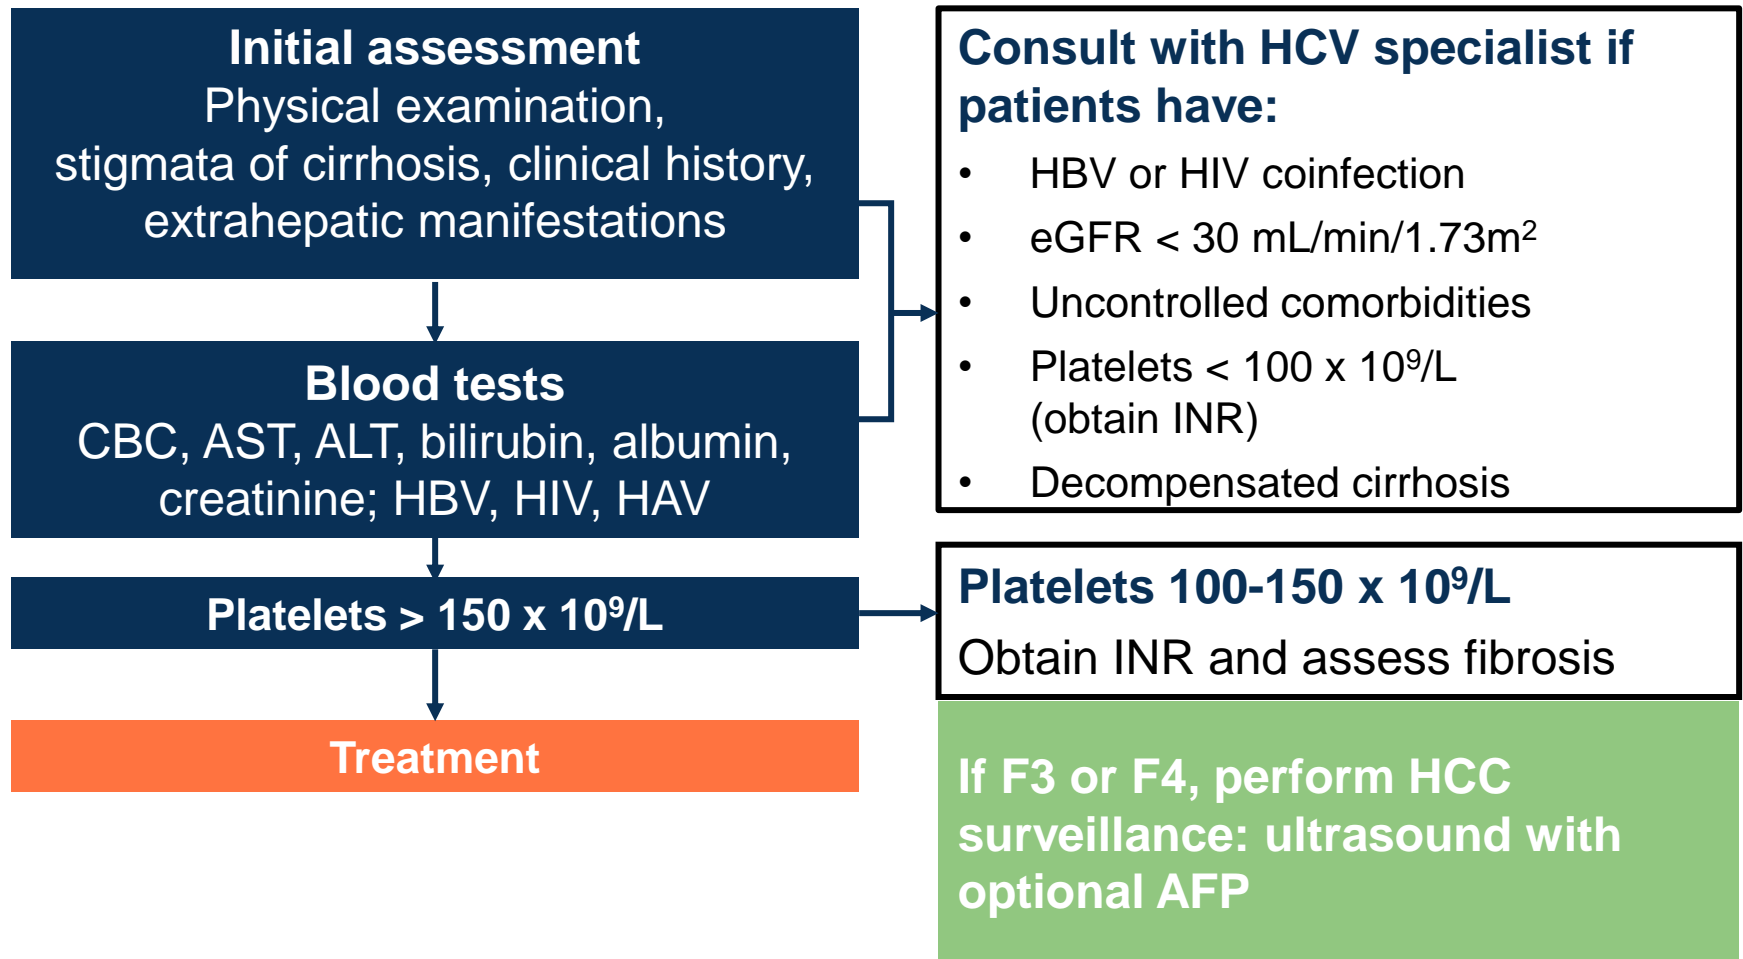 Initial assessment
Physical examination,
stigmata of cirrhosis, clinical history,
extrahepatic manifestations
Blood tests
CBC, AST, ALT, bilirubin, albumin,
creatinine; HBV, HIV, HAV
Platelets > 150 x 10⁹/L
Treatment
Consult with HCV specialist if
patients have:
• HBV or HIV coinfection
• eGFR < 30 mL/min/1.73m²
• Uncontrolled comorbidities
• Platelets < 100 x 10⁹/L
(obtain INR)
• Decompensated cirrhosis
Platelets 100-150 x 10⁹/L
Obtain INR and assess fibrosis
If F3 or F4, perform HCC
surveillance: ultrasound with
optional AFP